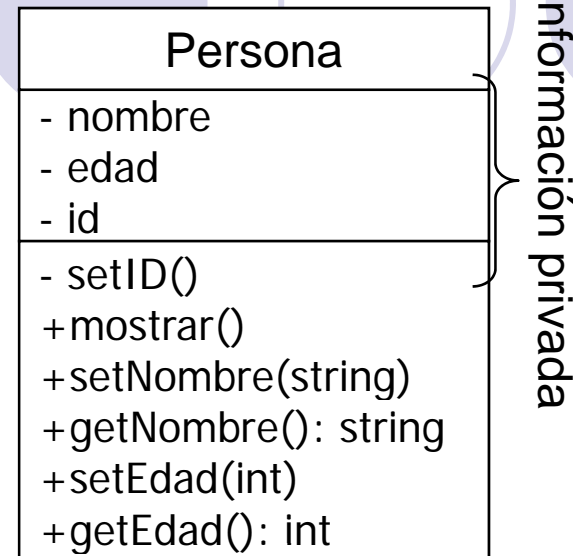 Persona
- nombre
- edad
- id
- setID()
+mostrar()
+setNombre(string)
+getNombre(): string
+setEdad(int)
+getEdad(): int
nformación privada